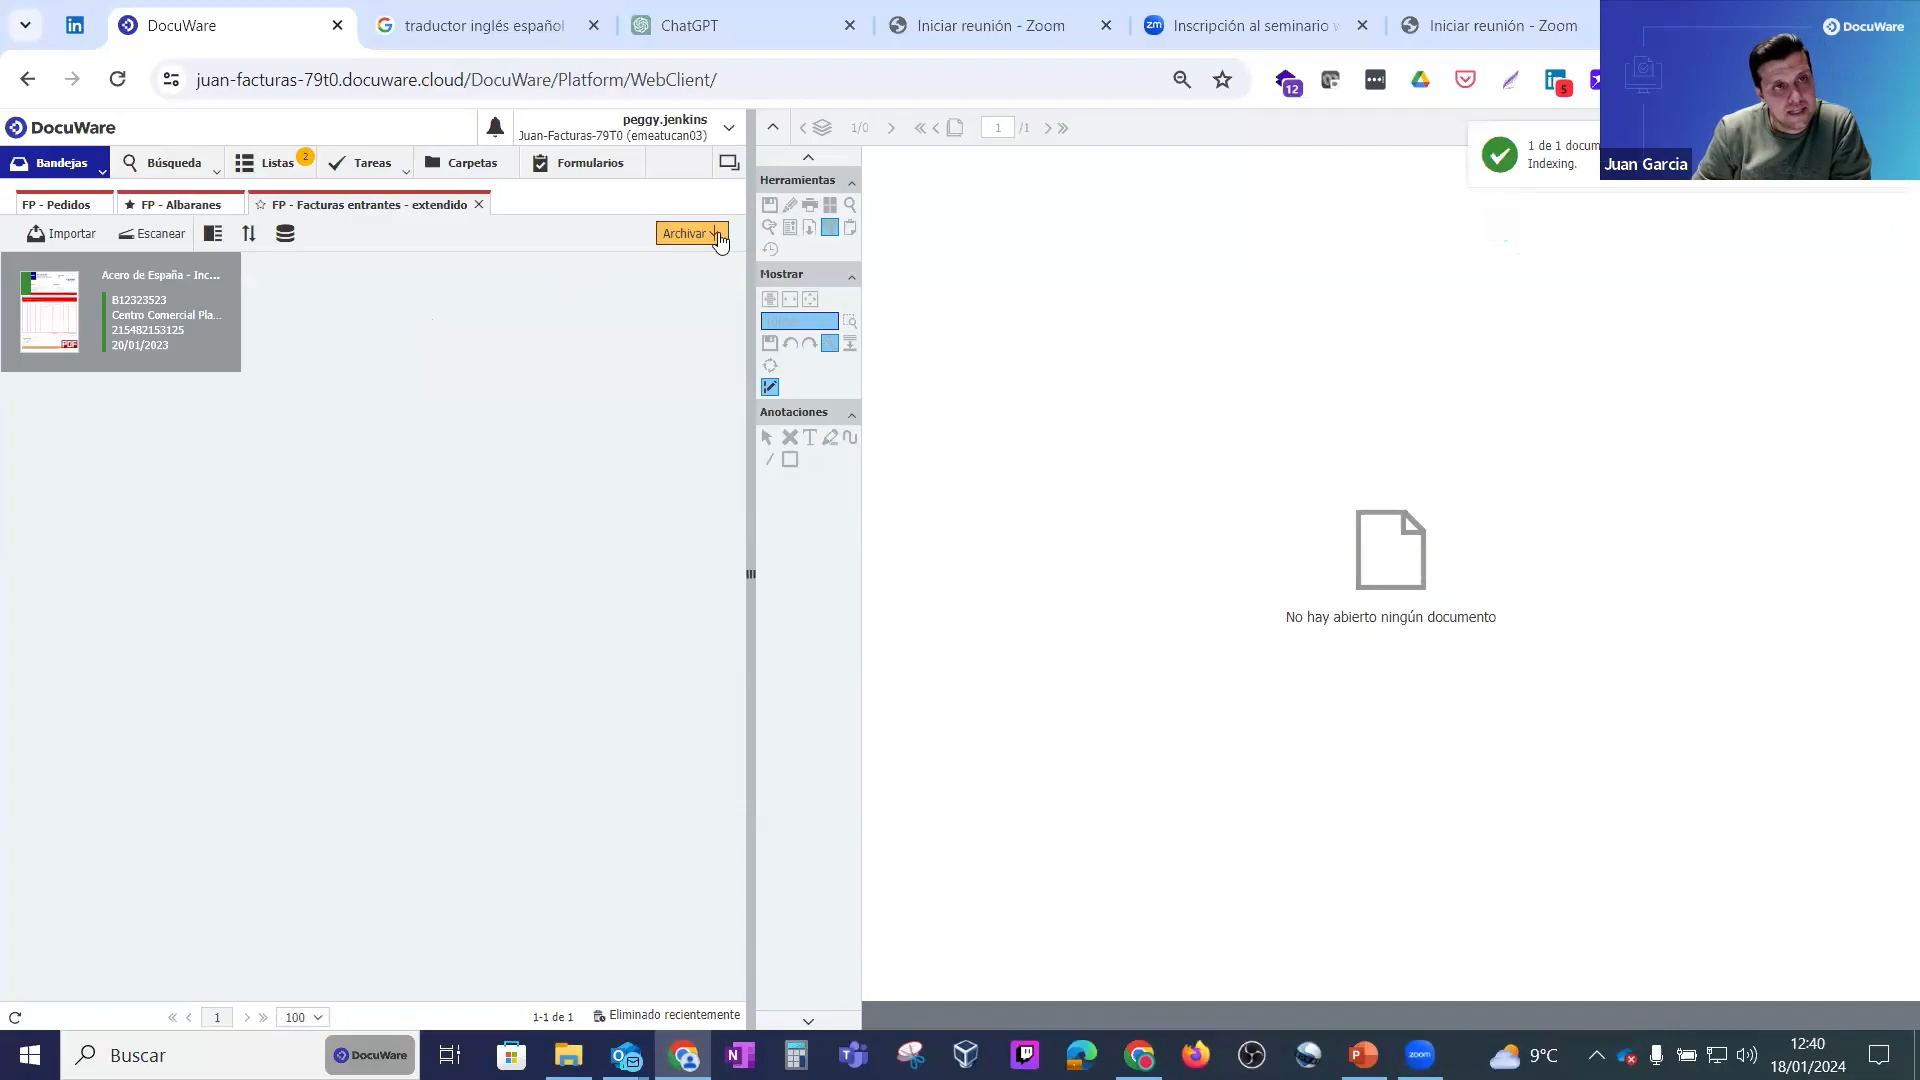 DocuWare
traductor inglés español
ChatGPT
Iniciar reunión - Zoom
zm
Inscripción al seminario
Iniciar reunión - Zoom
DocuWare
juan-facturas-79t0.docuware.cloud/DocuWare/Platform/WebClient/
12
5
Juan Garcia
DocuWare
peggy.jenkins
Juan-Facturas-79T0 (emeatucan03)
1/0
1
/1
1 de 1 docum
Indexing.
Bandejas
Búsqueda
Listas
2
Tareas
Carpetas
Formularios
FP - Pedidos
FP - Albaranes
FP - Facturas entrantes - extendido
Importar
Escanear
Archivar
Herramientas
Mostrar
Anotaciones
Acero de España - Inc...
B12323523
Centro Comercial Pla...
215482153125
20/01/2023
PDF
No hay abierto ningún documento
1
100
1-1 de 1
Eliminado recientemente
Buscar
DocuWare
zoom
9°C
12:40
18/01/2024